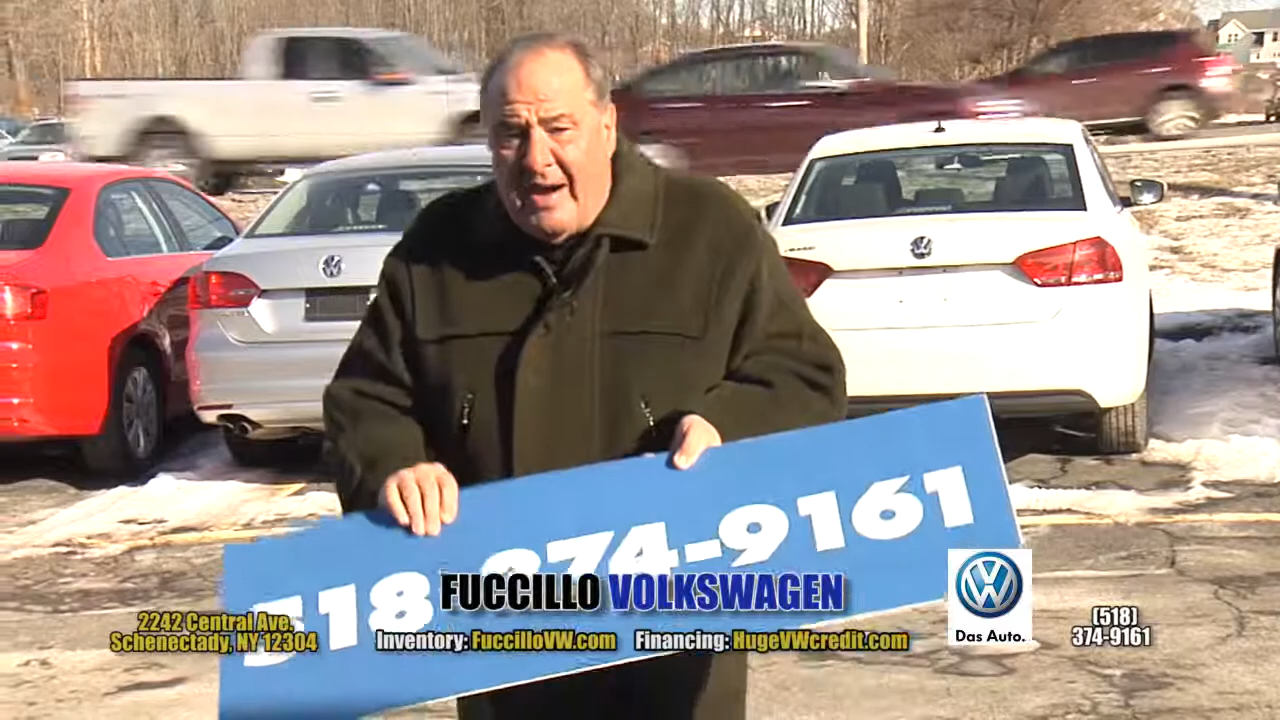 518-374-9161
FUCCILLO VOLKSWAGEN
2242 Central Ave.
Schenectady, NY 12304
Inventory: FuccilloVW.com Financing: HugeVWcredit.com
Das Auto.
(518)
374-9161